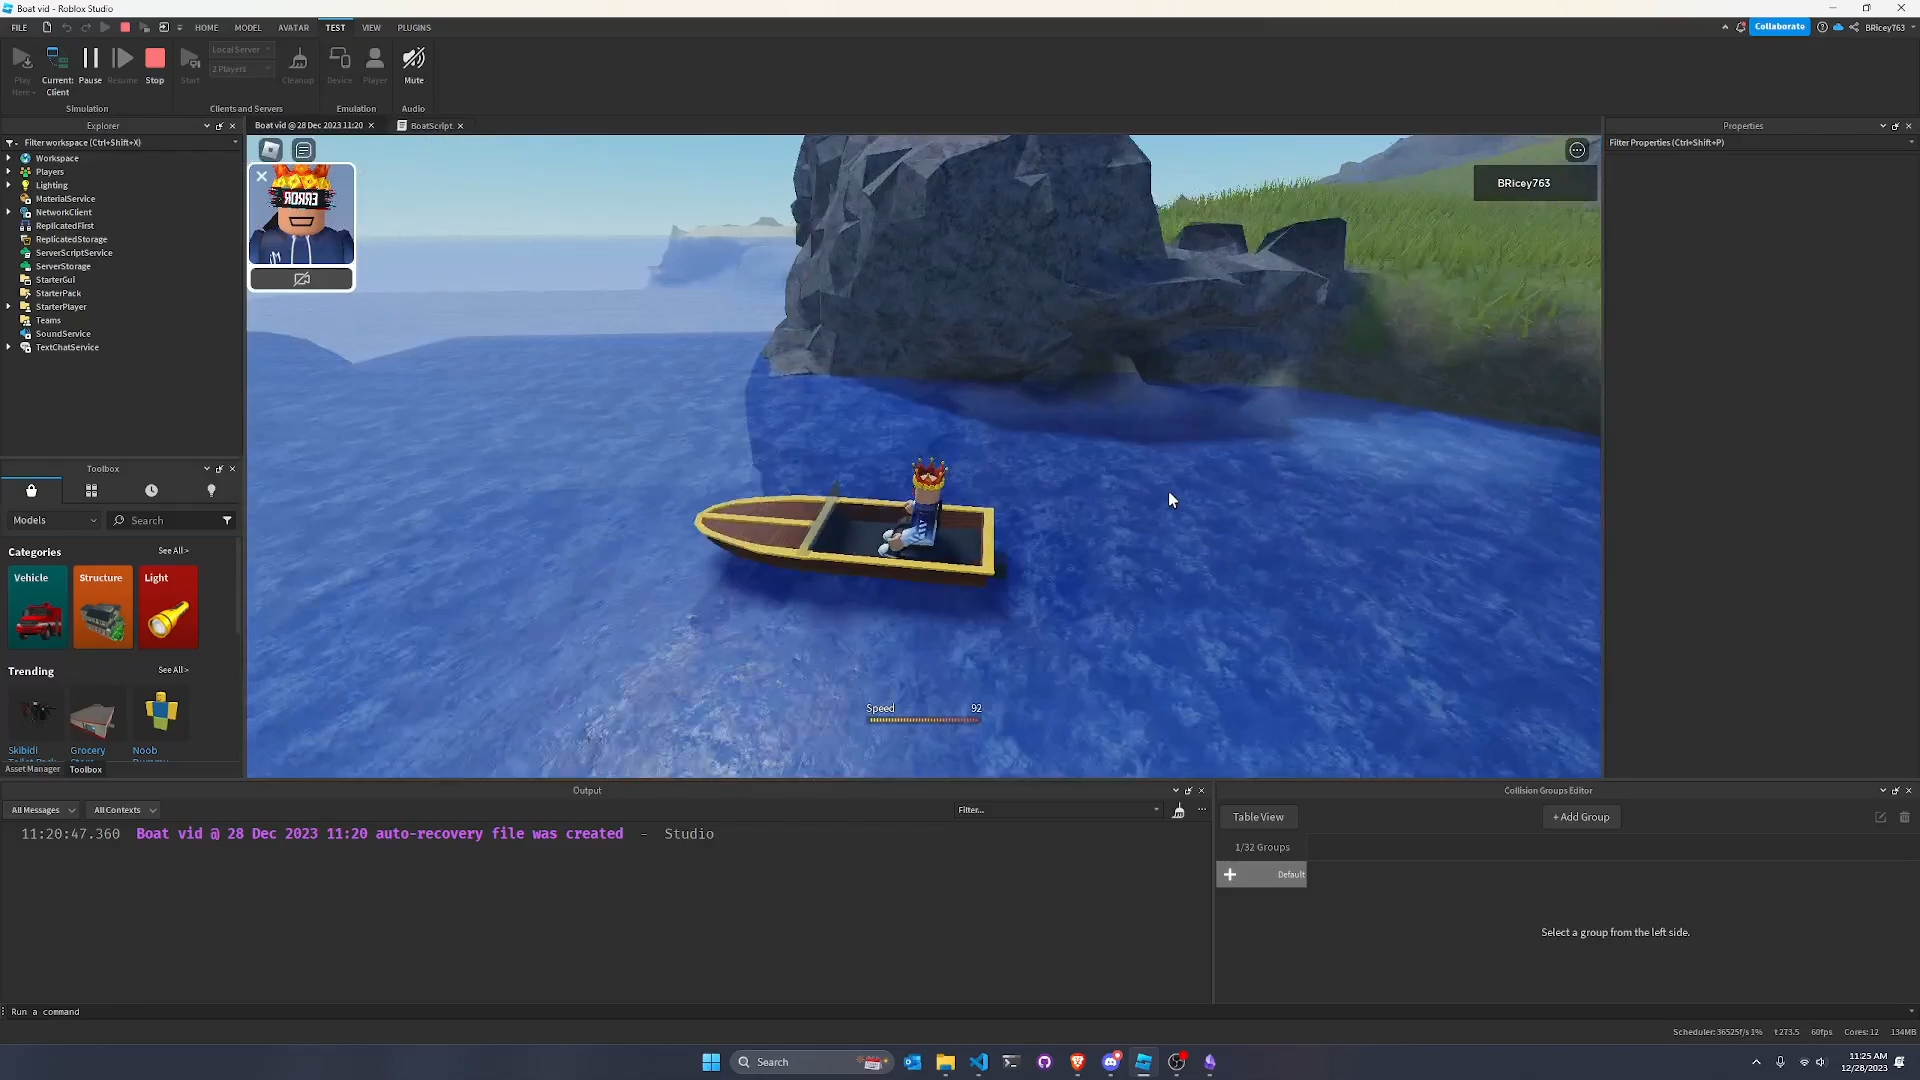 Boat vid - Roblox Studio
FILE HOME MODEL AVATAR TEST VIEW PLUGINS
Collaborate BRicey763
Play Here
Current: Client
Pause
Resume
Stop
Start
Local Server
2 Players
Cleanup
Device
Player
Mute
Simulation
Clients and Servers
Emulation
Audio
Explorer
Boat vid @ 28 Dec 2023 11:20
BoatScript
Properties
Filter workspace (Ctrl+Shift+X)
Filter Properties (Ctrl+Shift+P)
Workspace
Players
Lighting
MaterialService
NetworkClient
ReplicatedFirst
ReplicatedStorage
ServerScriptService
ServerStorage
StarterGui
StarterPack
StarterPlayer
Teams
SoundService
TextChatService
ERROR
BRicey763
Speed 92
Toolbox
Models
Search
Categories
See All>
Vehicle
Structure
Light
Trending
See All>
Skibidi
Grocery
Noob
Asset Manager
Toolbox
Output
All Messages
All Contexts
Filter...
11:20:47.360 Boat vid @ 28 Dec 2023 11:20 auto-recovery file was created - Studio
Collision Groups Editor
Table View
+ Add Group
1/32 Groups
Default
Select a group from the left side.
Run a command
Scheduler: 36525f/s 1% t 273.5 60fps Cores: 12 134MB
Search
11:25 AM
12/28/2023